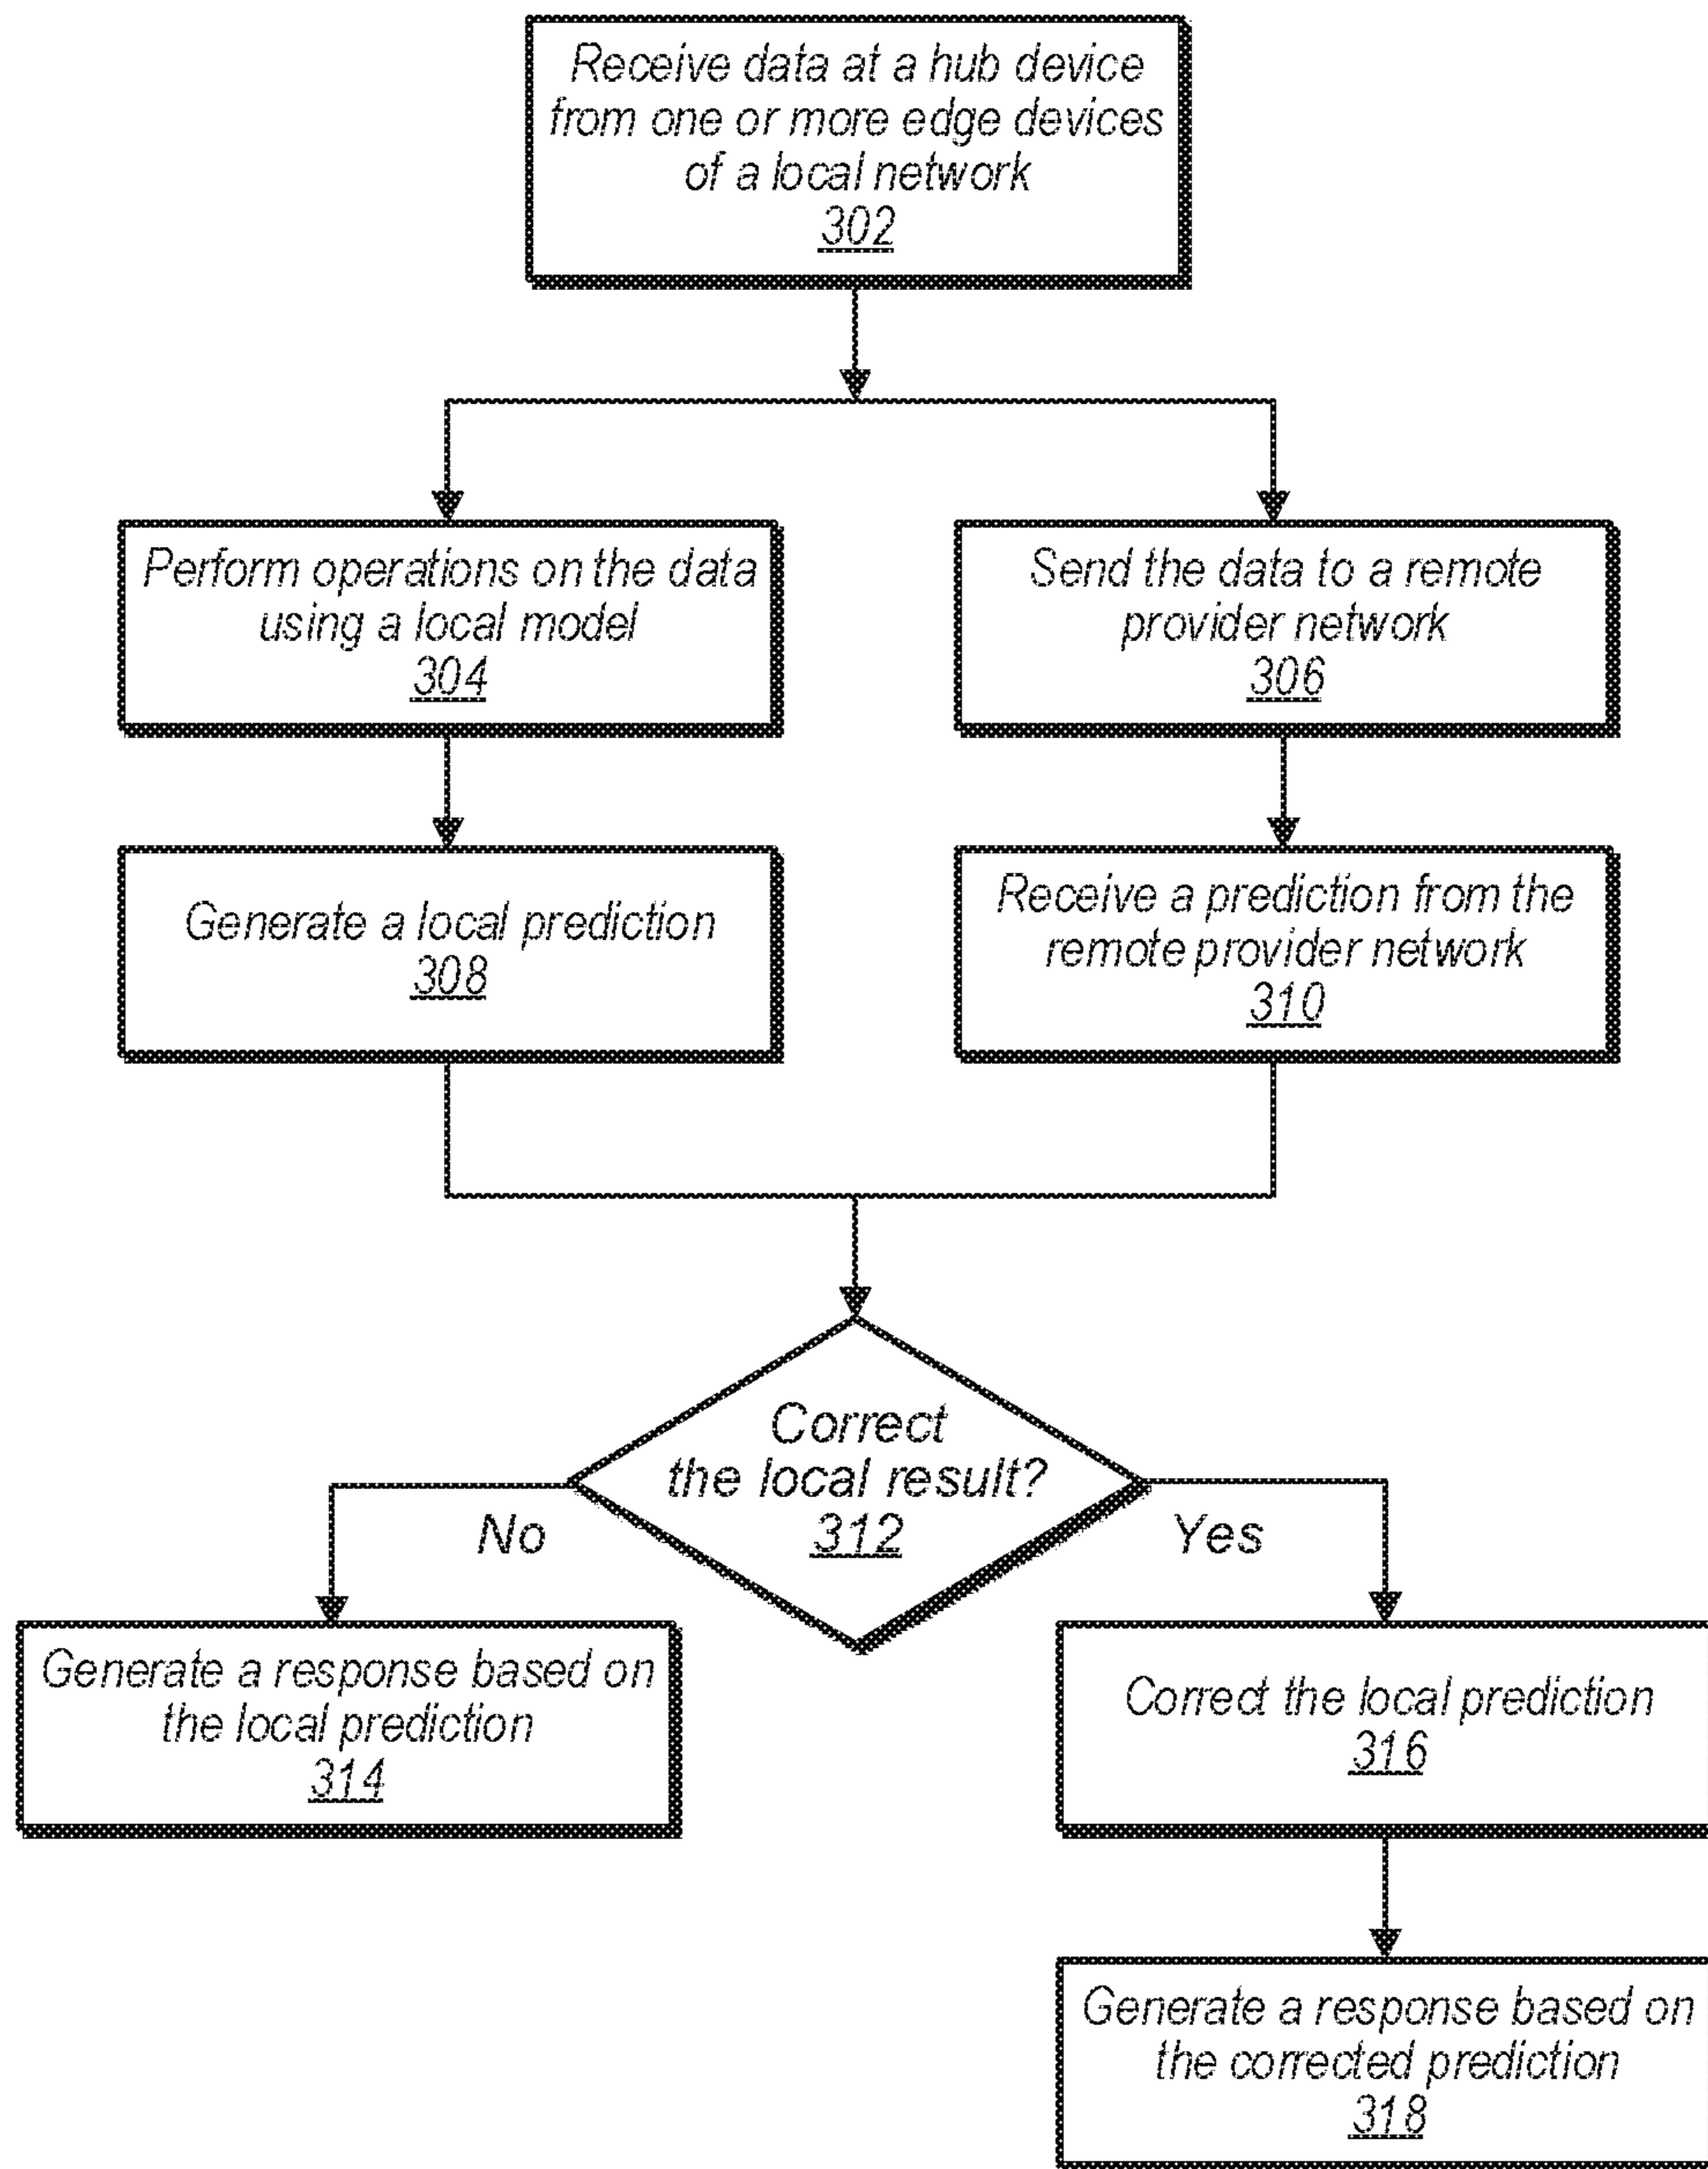 Receive data at a hub device
from one or more edge devices
of a local network
302
Perform operations on the data
using a local model
304
Send the data to a remote
provider network
306
Generate a local prediction
308
Receive a prediction from the
remote provider network
310
Correct
the local result?
312
No
Yes
Generate a response based on
the local prediction
314
Correct the local prediction
316
Generate a response based on
the corrected prediction
318